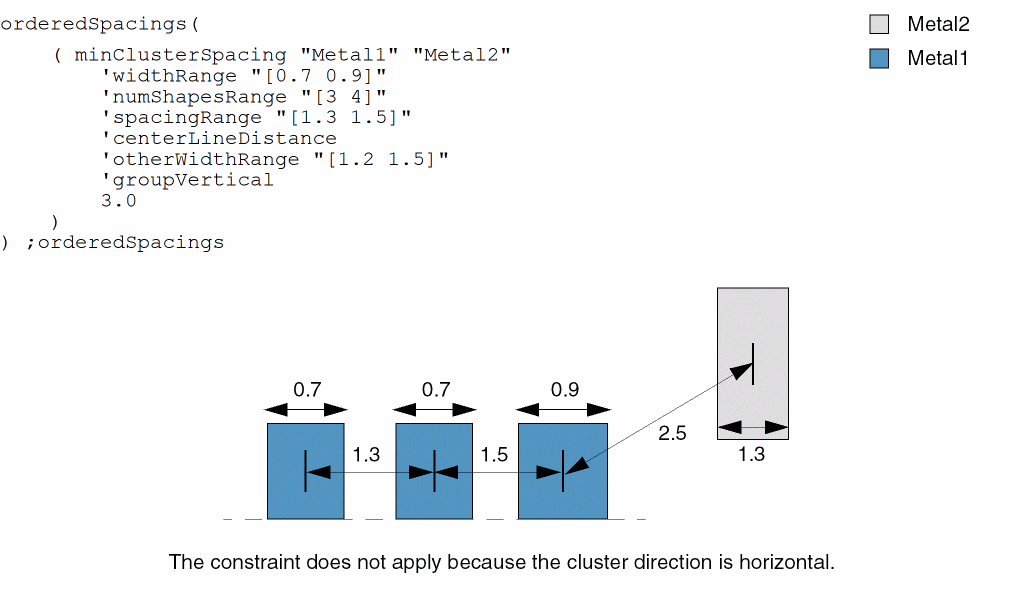 orderedSpacings(
( minClusterSpacing "Metal1" "Metal2"
'widthRange "[0.7 0.9]"
'numShapesRange "[3 4]"
'spacingRange "[1.3 1.5]"
'centerLineDistance
'otherWidthRange "[1.2 1.5]"
'groupVertical
3.0
)
) ;orderedSpacings
Metal2
Metal1
0.7
0.7
0.9
1.3
1.5
2.5
1.3
The constraint does not apply because the cluster direction is horizontal.